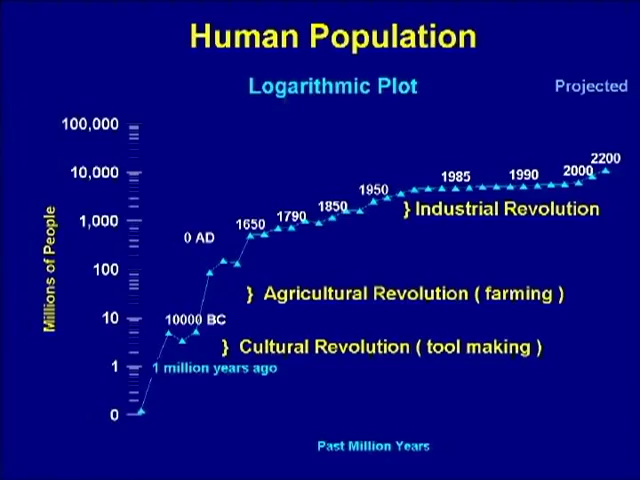 Human Population
Logarithmic Plot
Projected
100,000
10,000
1,000
100
10
1
0
Millions of People
2200
2000
1990
1985
1950
1850
1790
1650
0 AD
10000 BC
1 million years ago
} Industrial Revolution
} Agricultural Revolution ( farming )
} Cultural Revolution ( tool making )
Past Million Years